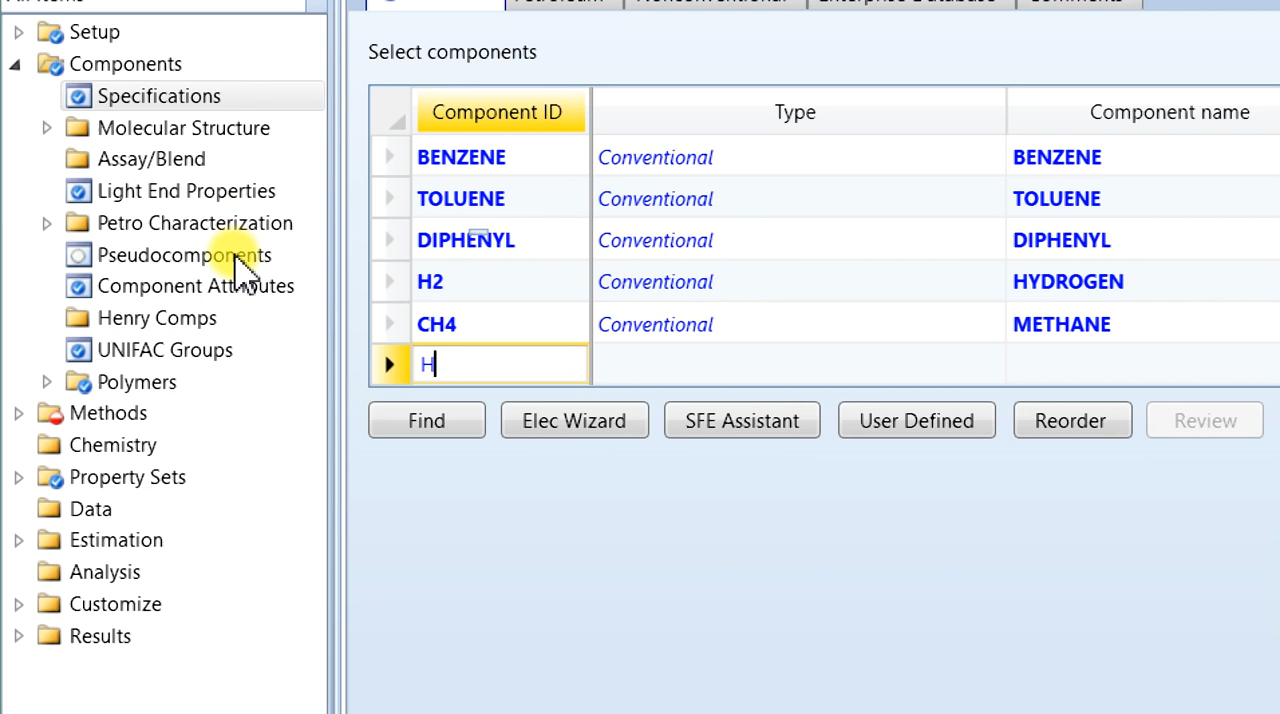 Setup
Components
Specifications
Molecular Structure
Assay/Blend
Light End Properties
Petro Characterization
Pseudocomponents
Component Attributes
Henry Comps
UNIFAC Groups
Polymers
Methods
Chemistry
Property Sets
Data
Estimation
Analysis
Customize
Results
Select components
Component ID Type Component name
BENZENE Conventional BENZENE
TOLUENE Conventional TOLUENE
DIPHENYL Conventional DIPHENYL
H2 Conventional HYDROGEN
CH4 Conventional METHANE
H
Find Elec Wizard SFE Assistant User Defined Reorder Review